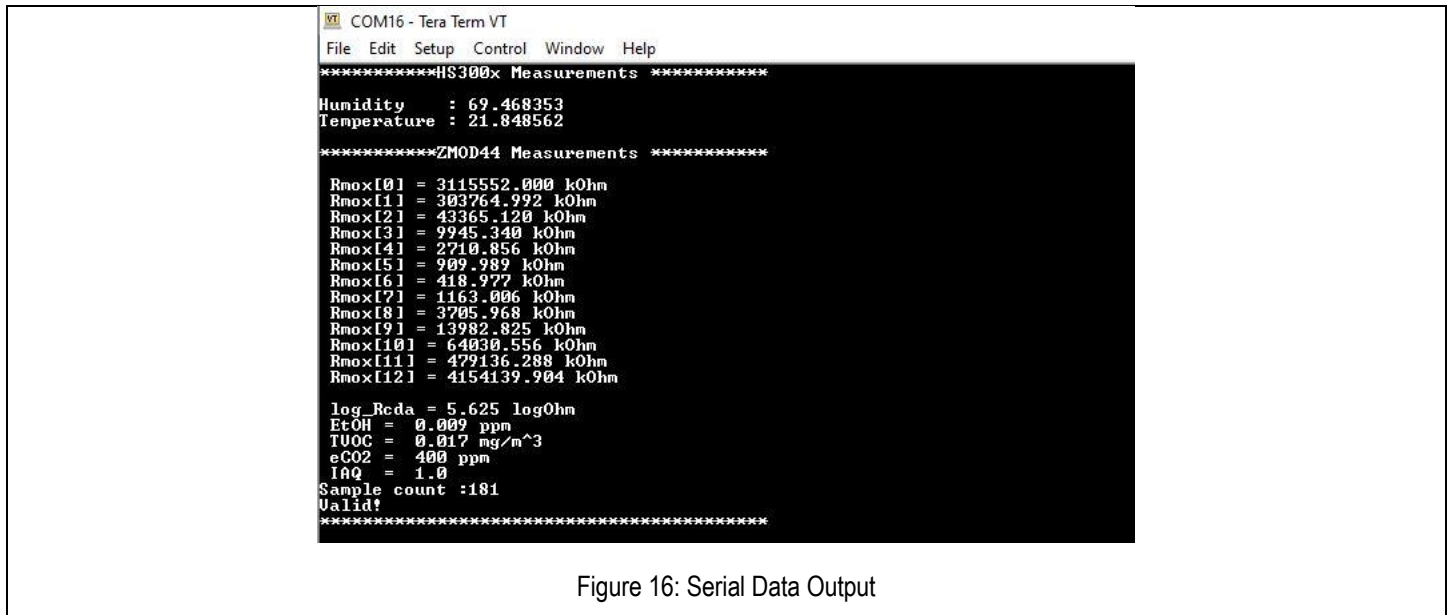 COM16 - Tera Term VT
File Edit Setup Control Window Help
***********HS300x Measurements ***********
Humidity    : 69.468353
Temperature : 21.848562
***********ZMOD44 Measurements ***********
Rmox[0] = 3115552.000 kOhm
Rmox[1] = 303764.992 kOhm
Rmox[2] = 43365.120 kOhm
Rmox[3] = 9945.340 kOhm
Rmox[4] = 2710.856 kOhm
Rmox[5] = 909.989 kOhm
Rmox[6] = 418.977 kOhm
Rmox[7] = 1163.006 kOhm
Rmox[8] = 3705.968 kOhm
Rmox[9] = 13982.825 kOhm
Rmox[10] = 64030.556 kOhm
Rmox[11] = 479136.288 kOhm
Rmox[12] = 4154139.904 kOhm
log_Rcda = 5.625 logOhm
EtOH =  0.009 ppm
TVOC =  0.017 mg/m^3
eCO2 =  400 ppm
IAQ  =  1.0
Sample count :181
Valid!
******************************************
Figure 16: Serial Data Output